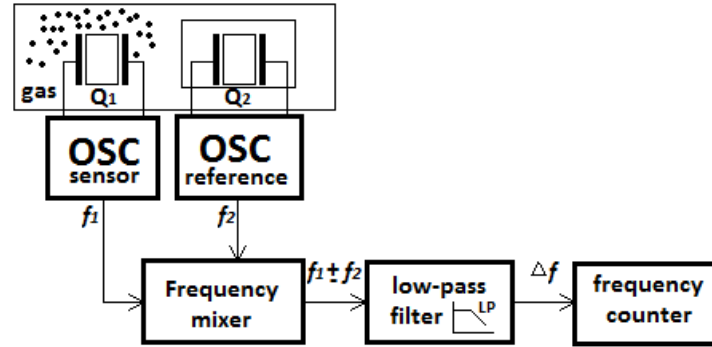 gas
Q1
Q2
OSC
sensor
OSC
reference
f1
f2
Frequency
mixer
f1 ± f2
low-pass
filter
LP
△f
frequency
counter